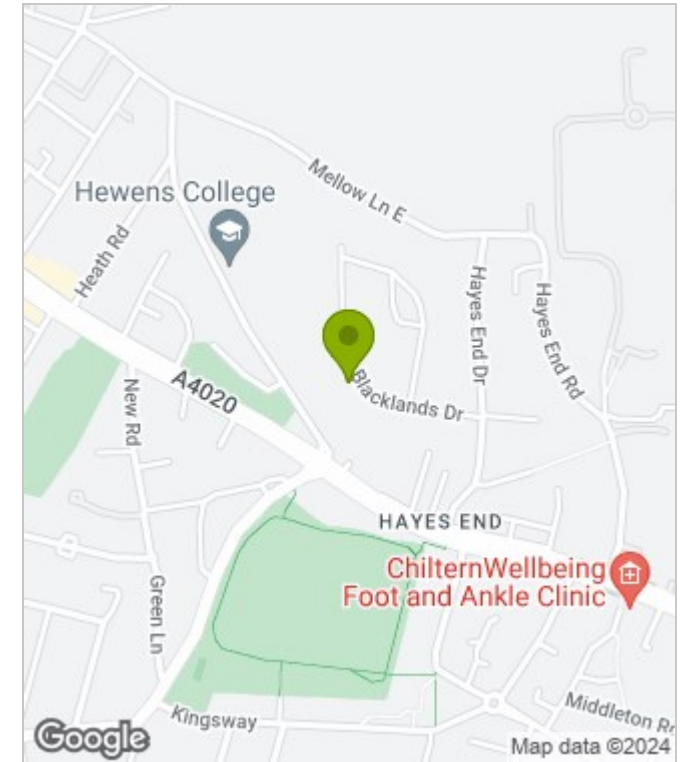 Mellow Ln E
Hewens College
Heath Rd
Hayes End Dr
Hayes End Rd
Blacklands Dr
A4020
New Rd
HAYES END
ChilternWellbeing
Foot and Ankle Clinic
Green Ln
Kingsway
Middleton
Google
Map data ©2024